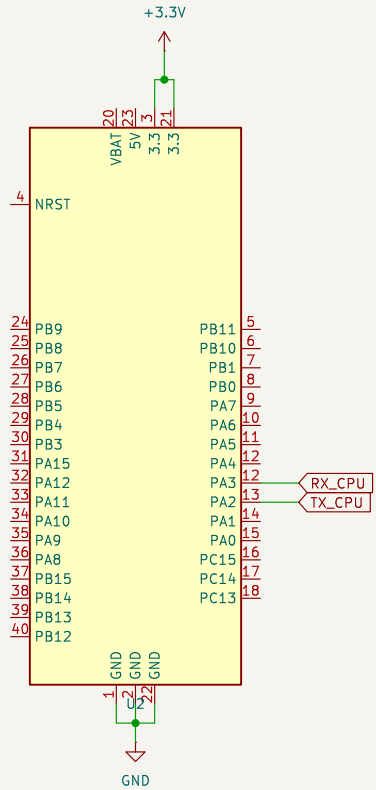 +3.3V
20 23 3 21
VBAT 5V 3.3 3.3
4 NRST
24 PB9 PB11 5
25 PB8 PB10 6
26 PB7 PB1 7
27 PB6 PB0 8
28 PB5 PA7 9
29 PB4 PA6 10
30 PB3 PA5 11
31 PA15 PA4 12
32 PA12 PA3 12 RX_CPU
33 PA11 PA2 13 TX_CPU
34 PA10 PA1 14
35 PA9 PA0 15
36 PA8 PC15 16
37 PB15 PC14 17
38 PB14 PC13 18
39 PB13
40 PB12
GND GND GND
1 2 22
U2
GND